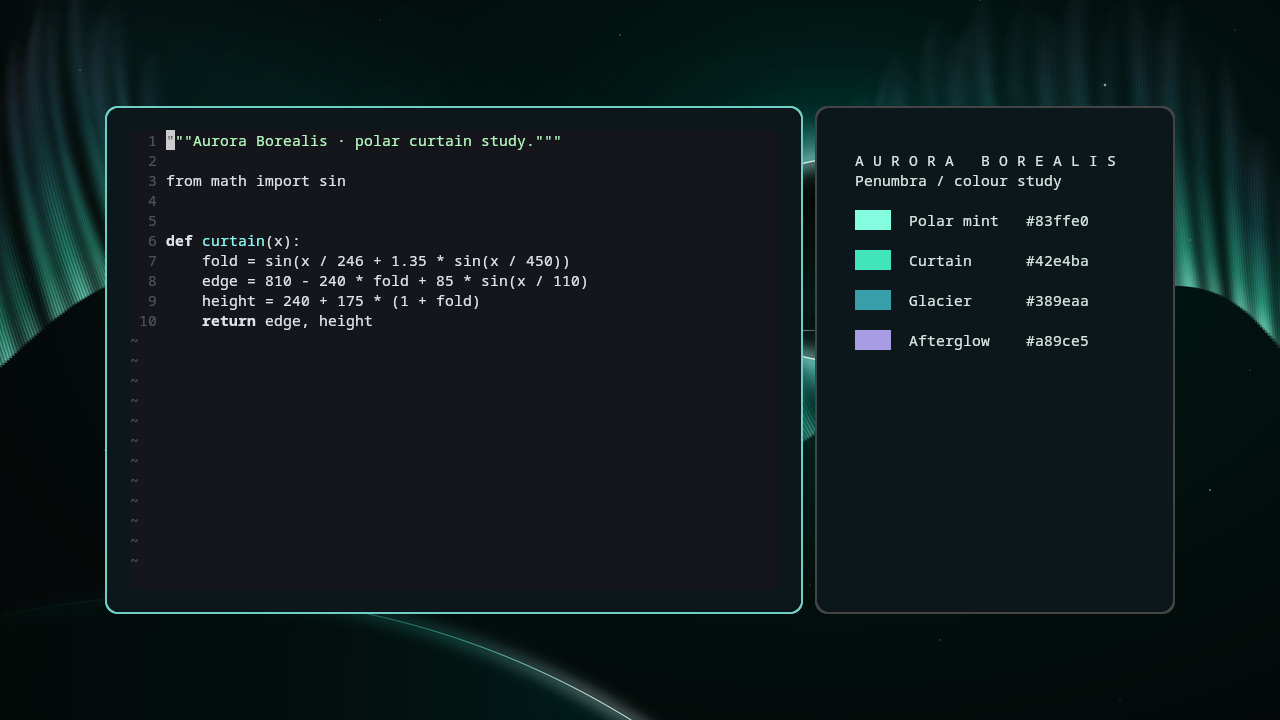 1 """Aurora Borealis · polar curtain study."""
2
3 from math import sin
4
5
6 def curtain(x):
7     fold = sin(x / 246 + 1.35 * sin(x / 450))
8     edge = 810 - 240 * fold + 85 * sin(x / 110)
9     height = 240 + 175 * (1 + fold)
10     return edge, height
~
~
~
~
~
~
~
~
~
~
~
~
AURORA BOREALIS
Penumbra / colour study
Polar mint #83ffe0
Curtain #42e4ba
Glacier #389eaa
Afterglow #a89ce5